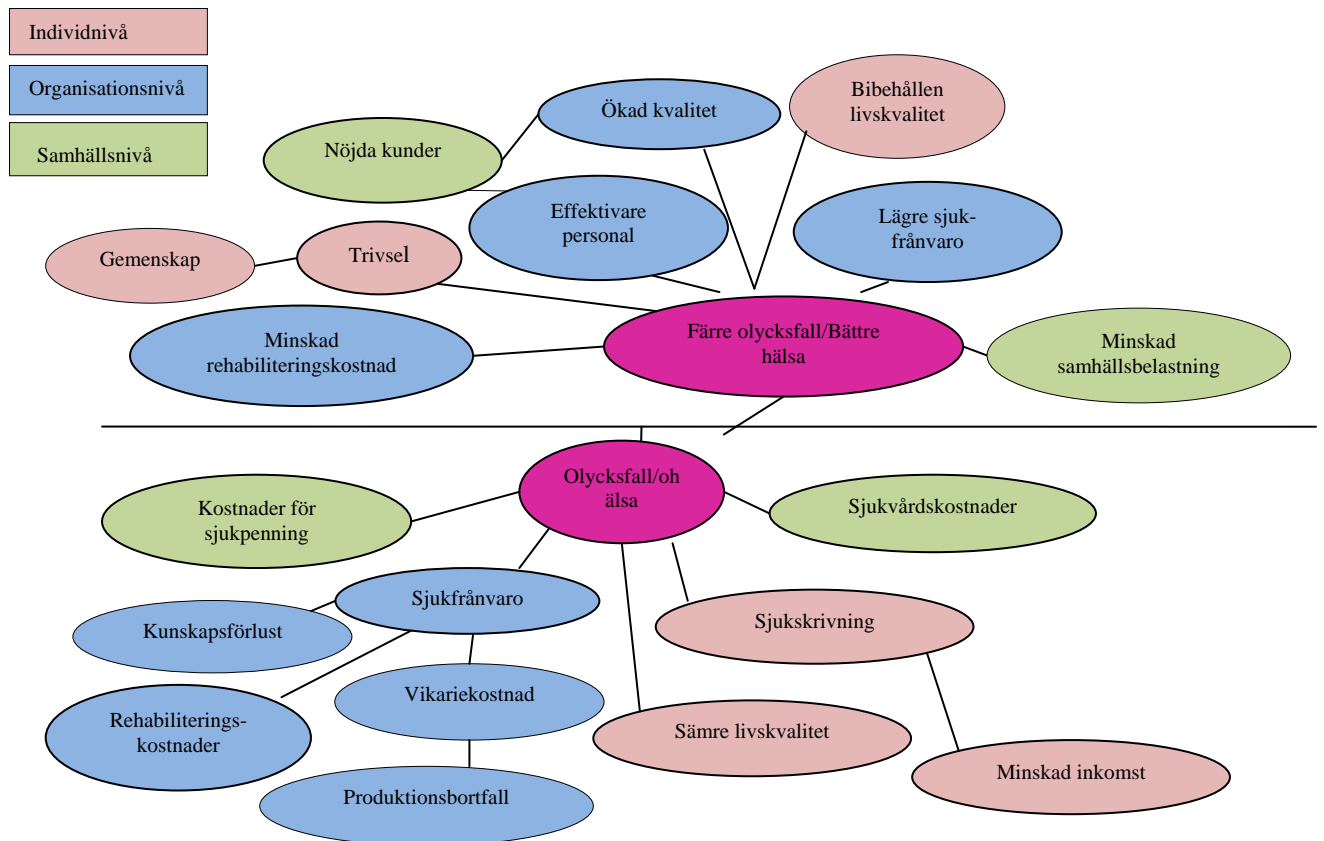 Individnivå
Organisationsnivå
Samhällsnivå
Ökad kvalitet
Bibehållen
livskvalitet
Nöjda kunder
Effektivare
personal
Lägre sjuk-
frånvaro
Gemenskap
Trivsel
Minskad
rehabiliteringskostnad
Färre olycksfall/Bättre
hälsa
Minskad
samhällsbelastning
Olycksfall/oh
älsa
Kostnader för
sjukpenning
Sjukvårdskostnader
Sjukfrånvaro
Kunskapsförlust
Sjukskrivning
Vikariekostnad
Rehabiliterings-
kostnader
Sämre livskvalitet
Minskad inkomst
Produktionsbortfall